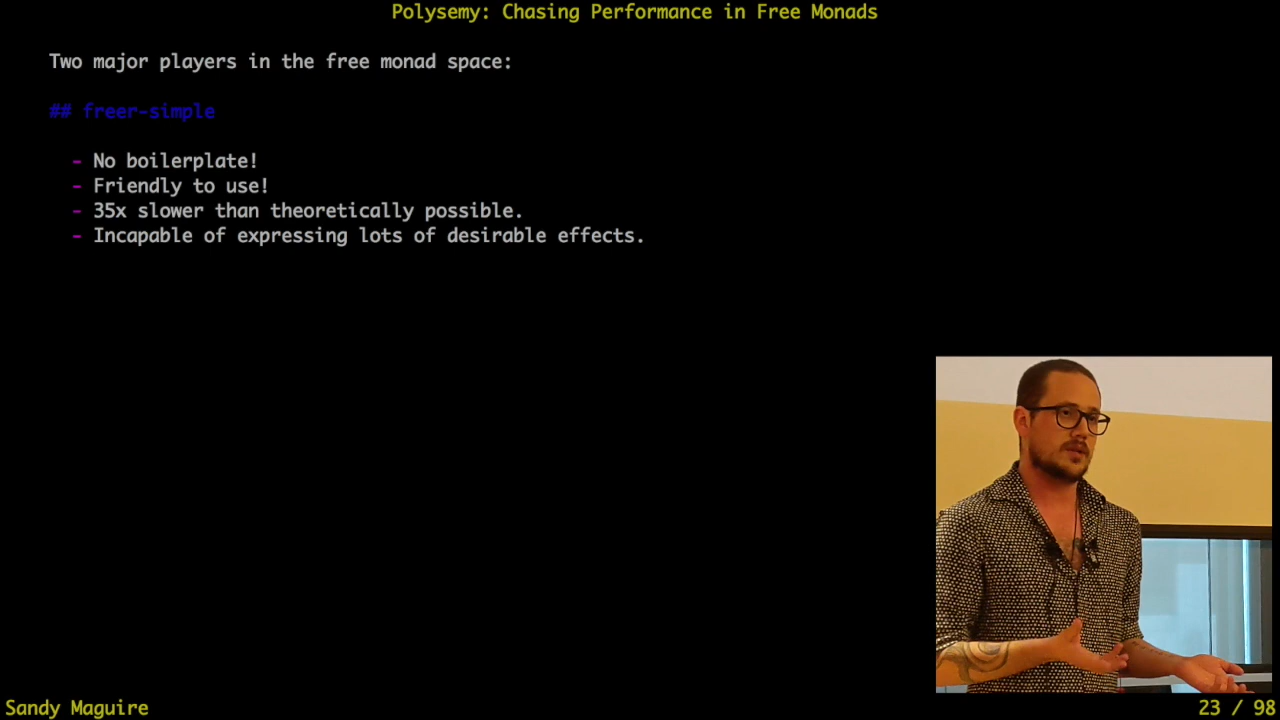 Polysemy: Chasing Performance in Free Monads
Two major players in the free monad space:
## freer-simple
- No boilerplate!
- Friendly to use!
- 35x slower than theoretically possible.
- Incapable of expressing lots of desirable effects.
Sandy Maguire
23 / 98